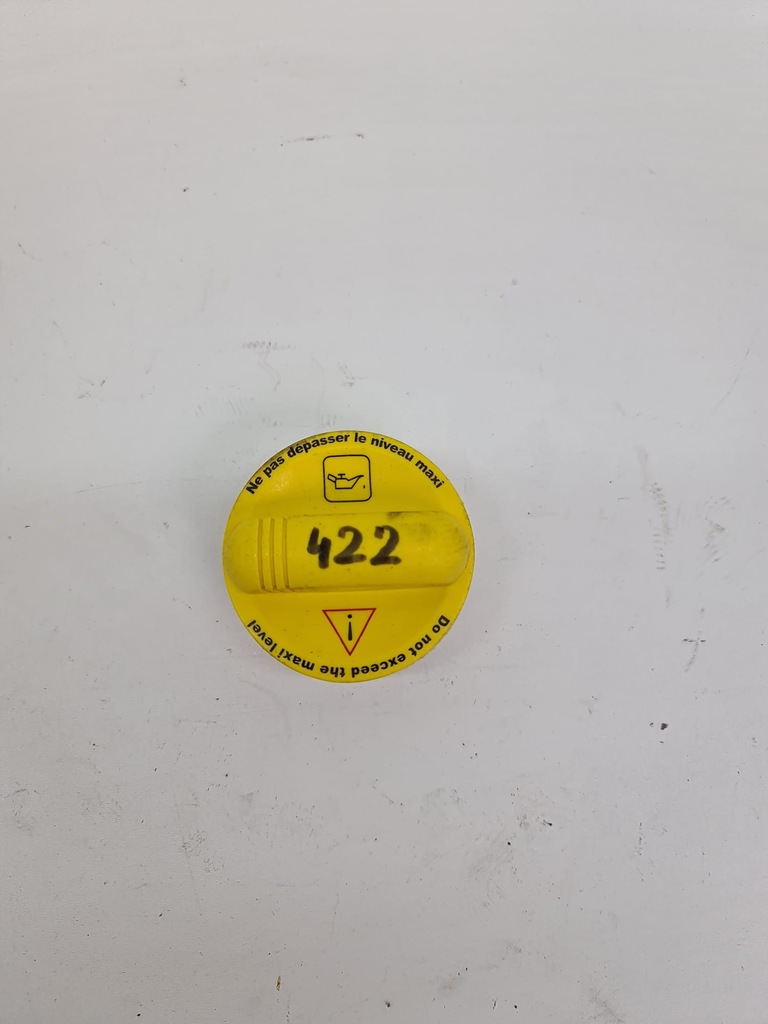 Ne pas dépasser le niveau maxi
422
Do not exceed the maxi level